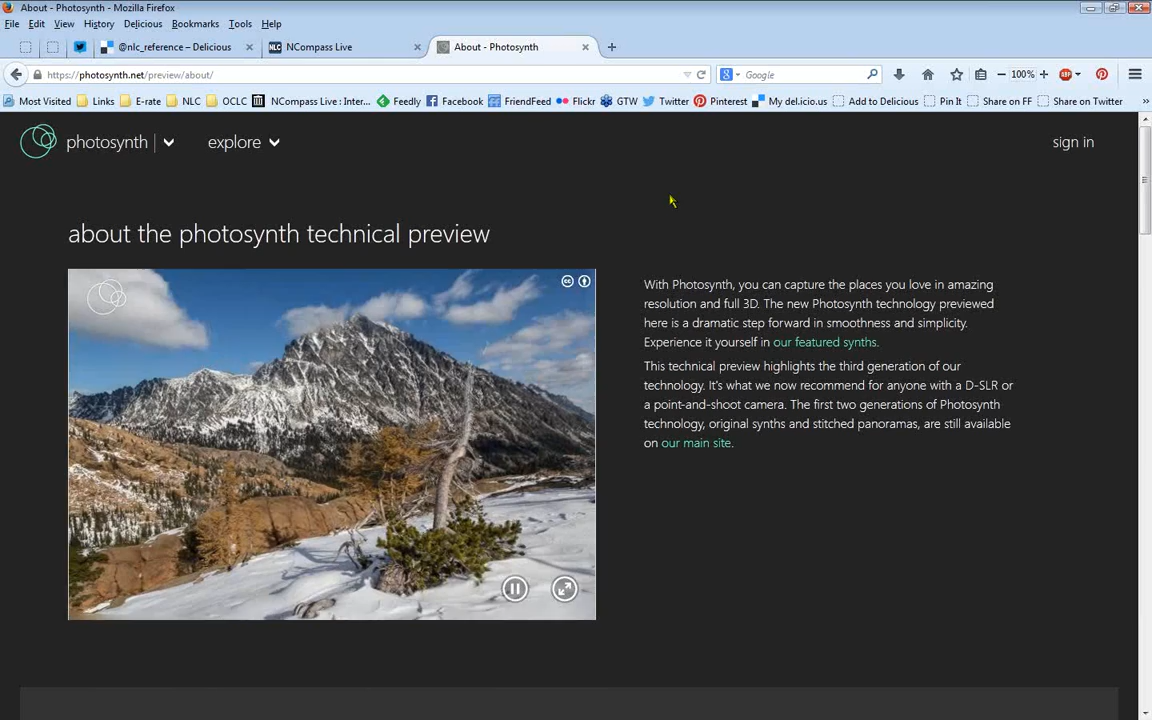 About - Photosynth - Mozilla Firefox
File Edit View History Delicious Bookmarks Tools Help
@nlc_reference – Delicious NLC NCompass Live About - Photosynth
https://photosynth.net/preview/about/ Google 100% ABP
Most Visited Links E-rate NLC OCLC NCompass Live : Inter... Feedly Facebook FriendFeed Flickr GTW Twitter Pinterest My del.icio.us Add to Delicious Pin It Share on FF Share on Twitter
photosynth explore sign in
about the photosynth technical preview
cc
With Photosynth, you can capture the places you love in amazing
resolution and full 3D. The new Photosynth technology previewed
here is a dramatic step forward in smoothness and simplicity.
Experience it yourself in our featured synths.
This technical preview highlights the third generation of our
technology. It's what we now recommend for anyone with a D-SLR or
a point-and-shoot camera. The first two generations of Photosynth
technology, original synths and stitched panoramas, are still available
on our main site.